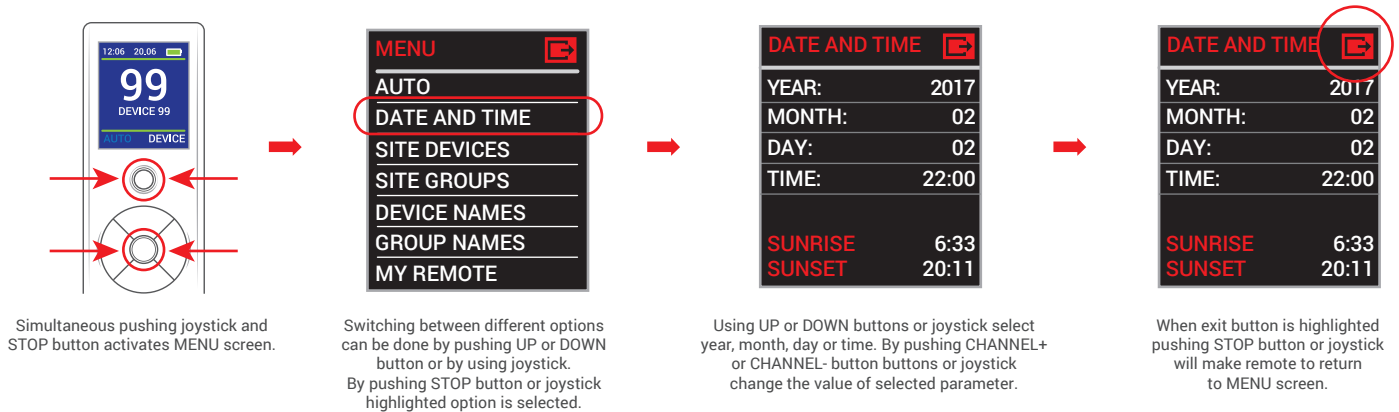 12:06 20.06
99
DEVICE 99
AUTO DEVICE
Simultaneous pushing joystick and
STOP button activates MENU screen.
MENU
AUTO
DATE AND TIME
SITE DEVICES
SITE GROUPS
DEVICE NAMES
GROUP NAMES
MY REMOTE
Switching between different options
can be done by pushing UP or DOWN
button or by using joystick.
By pushing STOP button or joystick
highlighted option is selected.
DATE AND TIME
YEAR: 2017
MONTH: 02
DAY: 02
TIME: 22:00
SUNRISE 6:33
SUNSET 20:11
Using UP or DOWN buttons or joystick select
year, month, day or time. By pushing CHANNEL+
or CHANNEL- button buttons or joystick
change the value of selected parameter.
DATE AND TIME
YEAR: 2017
MONTH: 02
DAY: 02
TIME: 22:00
SUNRISE 6:33
SUNSET 20:11
When exit button is highlighted
pushing STOP button or joystick
will make remote to return
to MENU screen.